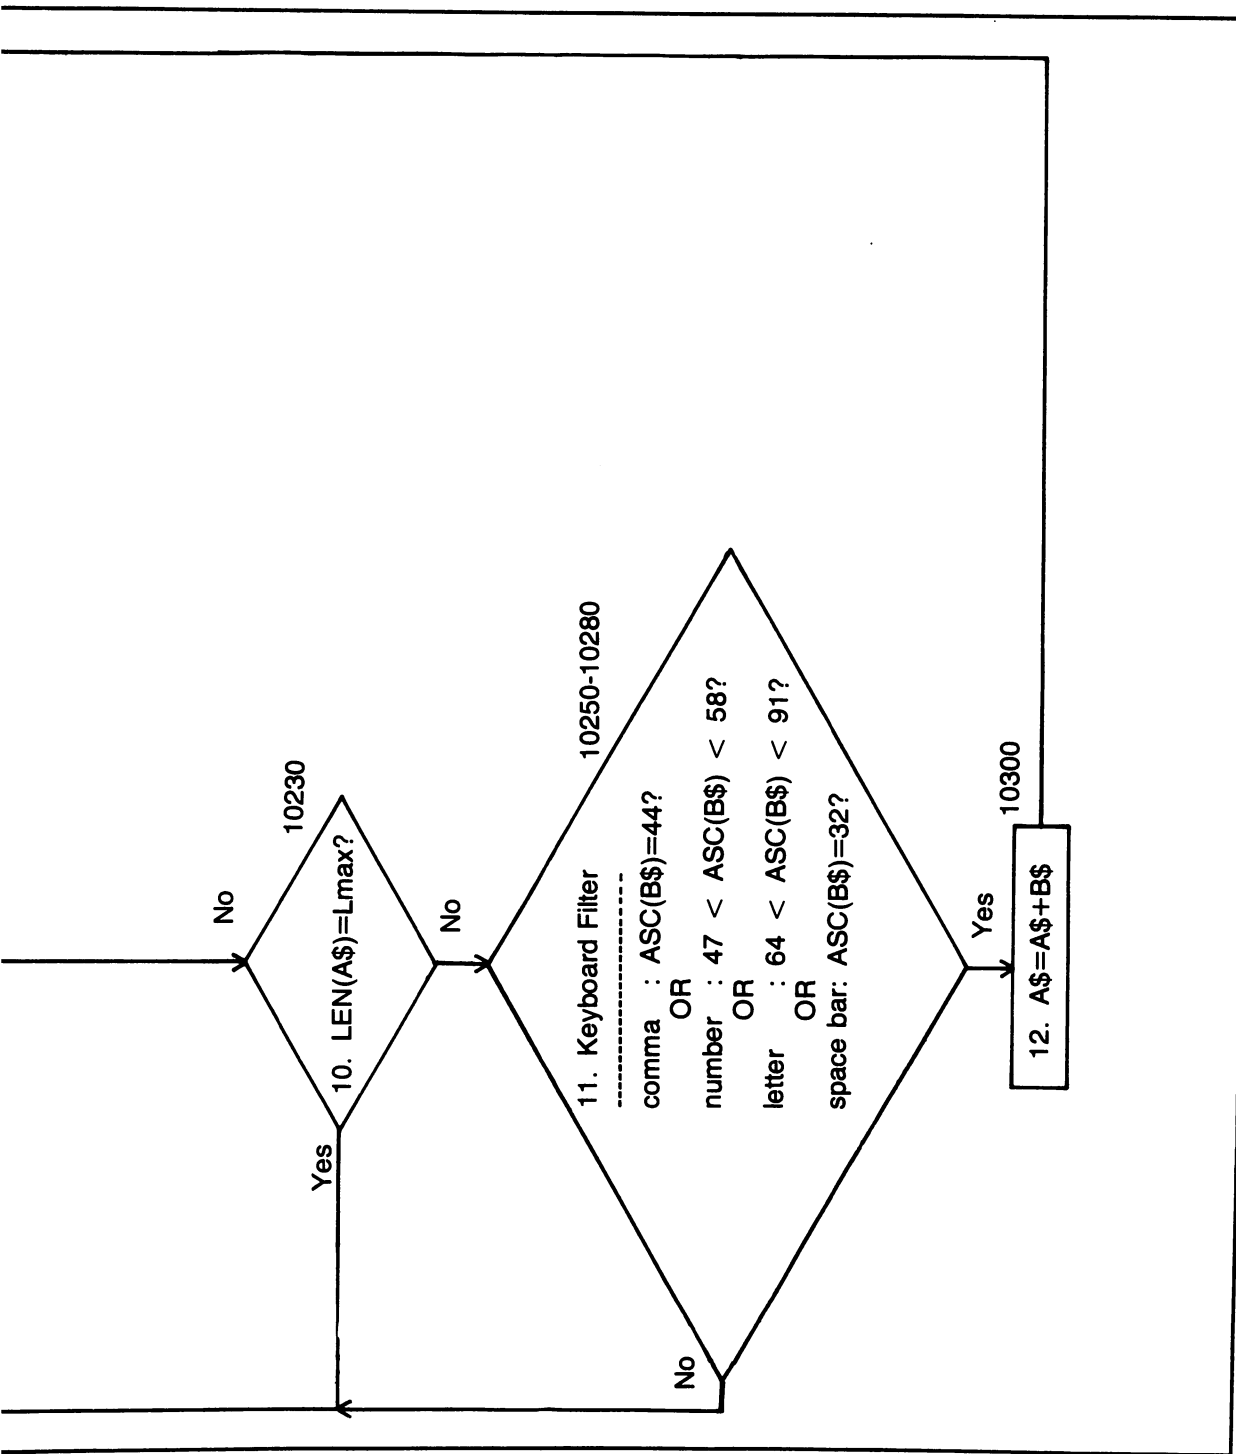 No
10230
10. LEN(A$)=Lmax?
Yes
No
10250-10280
11. Keyboard Filter
--------------------------
comma : ASC(B$)=44?
OR
number : 47 < ASC(B$) < 58?
OR
letter : 64 < ASC(B$) < 91?
OR
space bar: ASC(B$)=32?
No
Yes
10300
12. A$=A$+B$